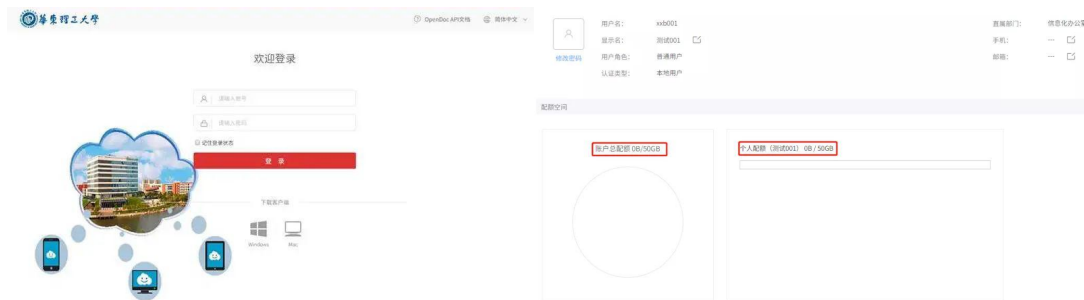 華東理工大學
OpenDoc API文档
简体中文
欢迎登录
请输入账号
请输入密码
记住登录状态
登 录
下载客户端
Windows
Mac
用户名：
xxb001
直属部门：
信息化办公室
显示名：
测试001
手机：
---
修改密码
用户角色：
普通用户
邮箱：
---
认证类型：
本地用户
配额空间
账户总配额 0B/50GB
个人配额（测试001） 0B / 50GB